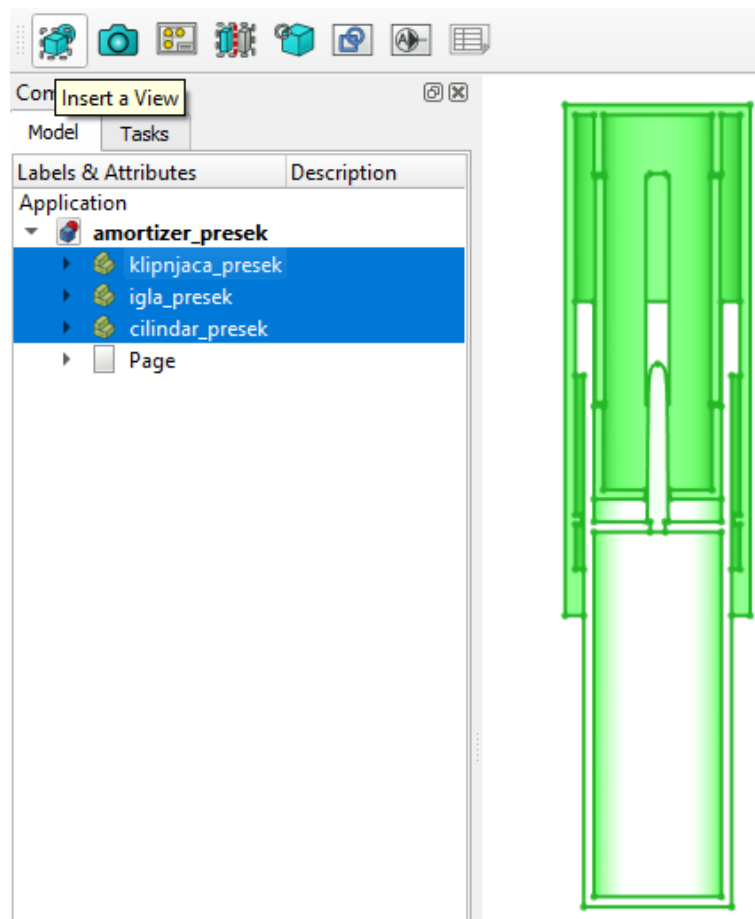 Com
Insert a View
Model Tasks
Labels & Attributes Description
Application
amortizer_presek
klipnjaca_presek
igla_presek
cilindar_presek
Page